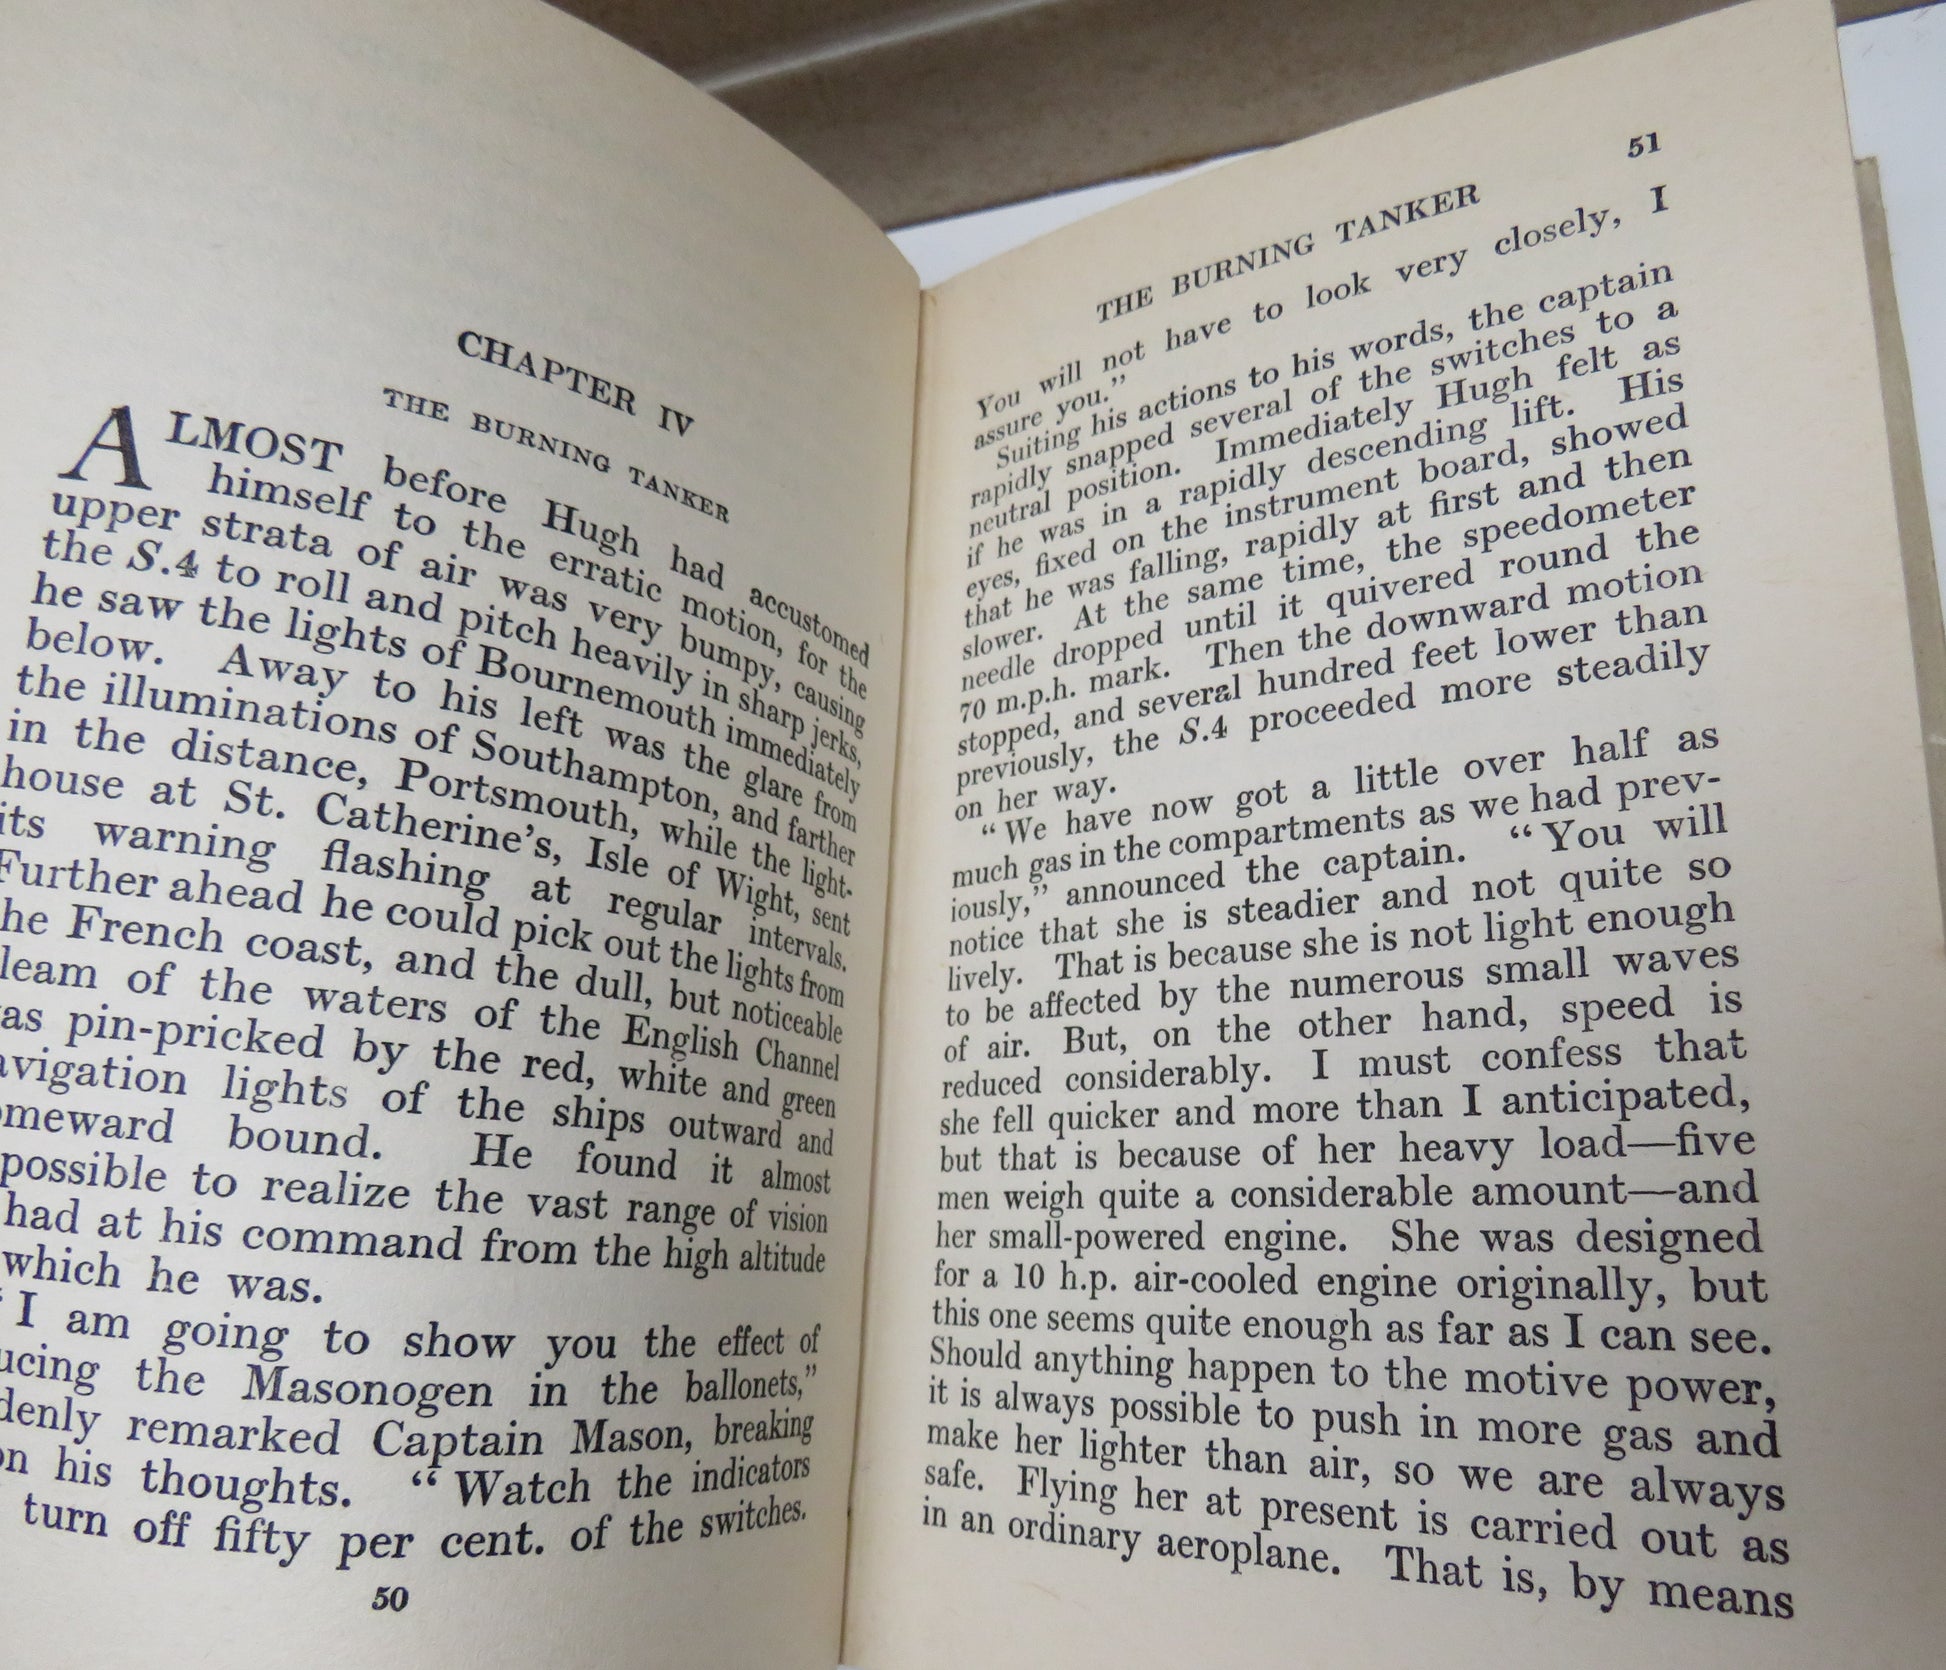 CHAPTER IV
THE BURNING TANKER
ALMOST before Hugh had accustomed
himself to the erratic motion, for the
upper strata of air was very bumpy, causing
the S.4 to roll and pitch heavily in sharp jerks,
he saw the lights of Bournemouth immediately
below. Away to his left was the glare from
the illuminations of Southampton, and farther
in the distance, Portsmouth, while the light-
house at St. Catherine's, Isle of Wight, sent
its warning flashing at regular intervals.
Further ahead he could pick out the lights from
he French coast, and the dull, but noticeable
leam of the waters of the English Channel
as pin-pricked by the red, white and green
avigation lights of the ships outward and
omeward bound. He found it almost
possible to realize the vast range of vision
had at his command from the high altitude
which he was.
"I am going to show you the effect of
ucing the Masonogen in the ballonets,"
denly remarked Captain Mason, breaking
on his thoughts. "Watch the indicators
turn off fifty per cent. of the switches.
50
51
THE BURNING TANKER
You will not have to look very closely, I
assure you."
Suiting his actions to his words, the captain
rapidly snapped several of the switches to a
neutral position. Immediately Hugh felt as
if he was in a rapidly descending lift. His
eyes, fixed on the instrument board, showed
that he was falling, rapidly at first and then
slower. At the same time, the speedometer
needle dropped until it quivered round the
70 m.p.h. mark. Then the downward motion
stopped, and several hundred feet lower than
previously, the S.4 proceeded more steadily
on her way.
"We have now got a little over half as
much gas in the compartments as we had prev-
iously," announced the captain. "You will
notice that she is steadier and not quite so
lively. That is because she is not light enough
to be affected by the numerous small waves
of air. But, on the other hand, speed is
reduced considerably. I must confess that
she fell quicker and more than I anticipated,
but that is because of her heavy load—five
men weigh quite a considerable amount—and
her small-powered engine. She was designed
for a 10 h.p. air-cooled engine originally, but
this one seems quite enough as far as I can see.
Should anything happen to the motive power,
it is always possible to push in more gas and
make her lighter than air, so we are always
safe. Flying her at present is carried out as
in an ordinary aeroplane. That is, by means